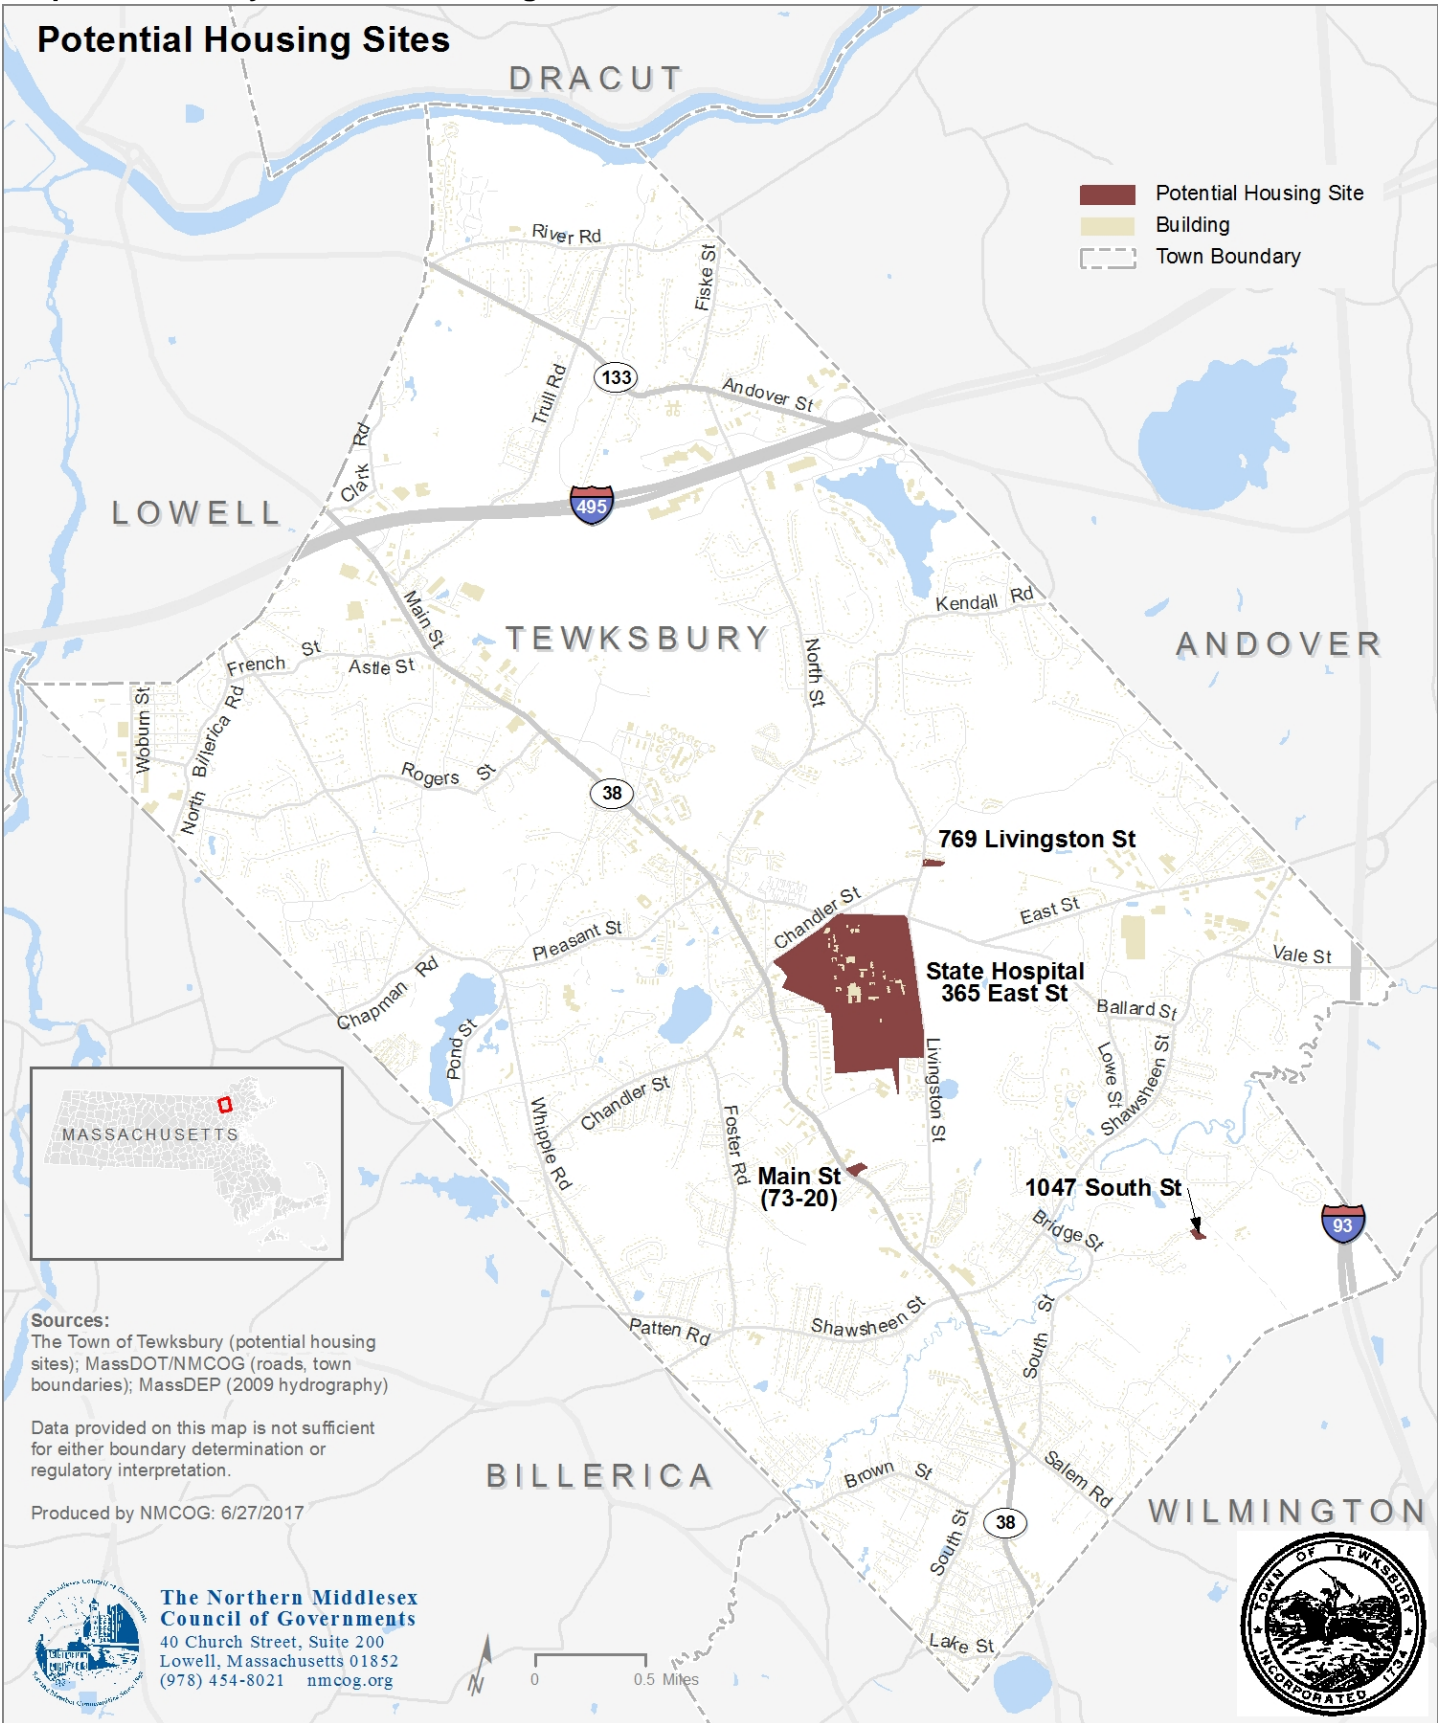 Potential Housing Sites
DRACUT
Potential Housing Site
Building
Town Boundary
River Rd
Fiske St
133
Trull Rd
Andover St
Clark Rd
LOWELL
495
Kendall Rd
Main St
TEWKSBURY
ANDOVER
North St
French St
Astle St
Woburn St
North Billerica Rd
Rogers St
38
769 Livingston St
Chandler St
East St
Pleasant St
Vale St
State Hospital
365 East St
Chapman Rd
Ballard St
Pond St
Lowe St
Shawsheen St
Livingston St
Chandler St
Whipple Rd
Foster Rd
MASSACHUSETTS
Main St
(73-20)
1047 South St
Bridge St
93
Shawsheen St
Patten Rd
South St
Sources:
The Town of Tewksbury (potential housing
sites); MassDOT/NMCOG (roads, town
boundaries); MassDEP (2009 hydrography)
Data provided on this map is not sufficient
for either boundary determination or
regulatory interpretation.
Produced by NMCOG: 6/27/2017
BILLERICA
Brown St
Salem Rd
WILMINGTON
38
South St
Lake St
The Northern Middlesex
Council of Governments
40 Church Street, Suite 200
Lowell, Massachusetts 01852
(978) 454-8021 nmcog.org
N
0 0.5 Miles
TOWN OF TEWKSBURY
INCORPORATED 1734